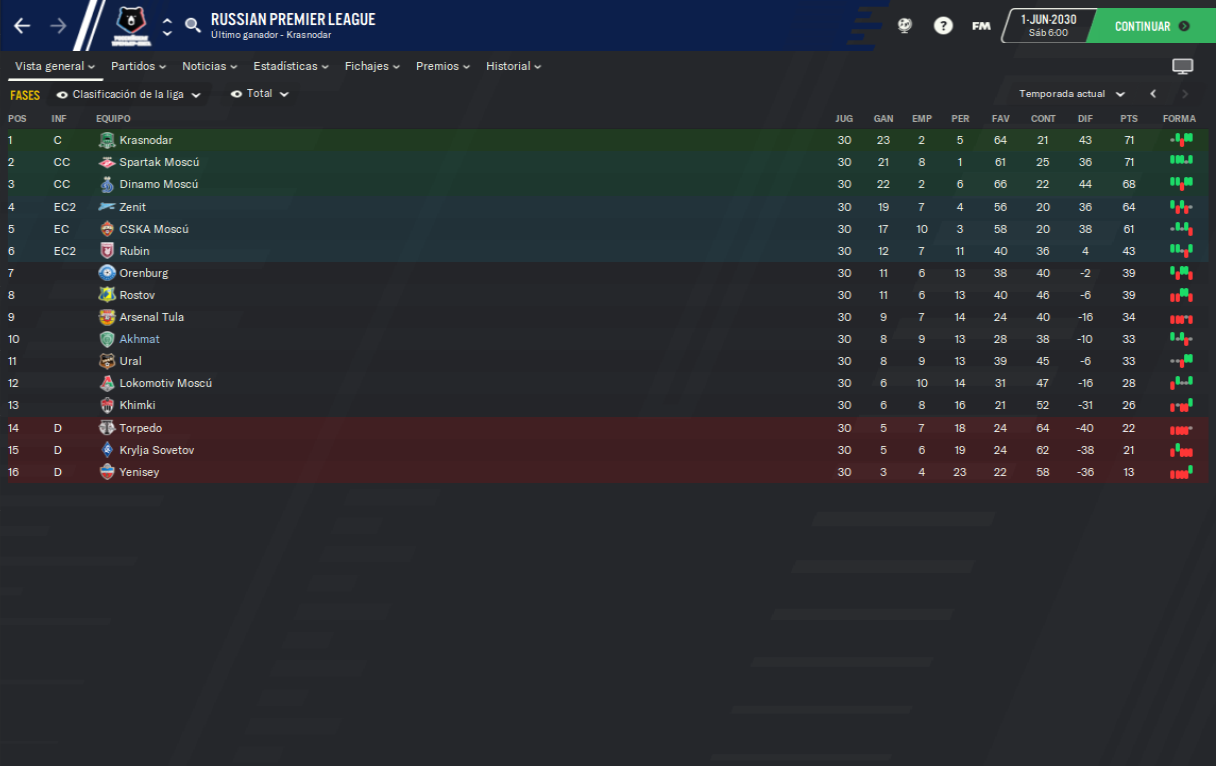 RUSSIAN PREMIER LEAGUE
Último ganador - Krasnodar
? FM 1-JUN-2030
Sáb 6:00
CONTINUAR
Vista general Partidos Noticias Estadísticas Fichajes Premios Historial
FASES Clasificación de la liga Total Temporada actual
POS INF EQUIPO JUG GAN EMP PER FAV CONT DIF PTS FORMA
1 C Krasnodar 30 23 2 5 64 21 43 71
2 CC Spartak Moscú 30 21 8 1 61 25 36 71
3 CC Dinamo Moscú 30 22 2 6 66 22 44 68
4 EC2 Zenit 30 19 7 4 56 20 36 64
5 EC CSKA Moscú 30 17 10 3 58 20 38 61
6 EC2 Rubin 30 12 7 11 40 36 4 43
7 Orenburg 30 11 6 13 38 40 -2 39
8 Rostov 30 11 6 13 40 46 -6 39
9 Arsenal Tula 30 9 7 14 24 40 -16 34
10 Akhmat 30 8 9 13 28 38 -10 33
11 Ural 30 8 9 13 39 45 -6 33
12 Lokomotiv Moscú 30 6 10 14 31 47 -16 28
13 Khimki 30 6 8 16 21 52 -31 26
14 D Torpedo 30 5 7 18 24 64 -40 22
15 D Krylja Sovetov 30 5 6 19 24 62 -38 21
16 D Yenisey 30 3 4 23 22 58 -36 13